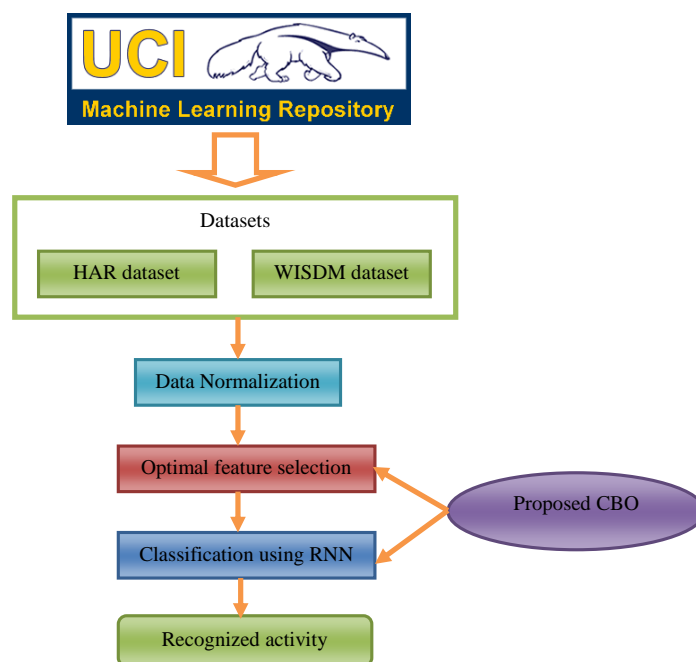 UCI
Machine Learning Repository
Datasets
HAR dataset
WISDM dataset
Data Normalization
Optimal feature selection
Proposed CBO
Classification using RNN
Recognized activity